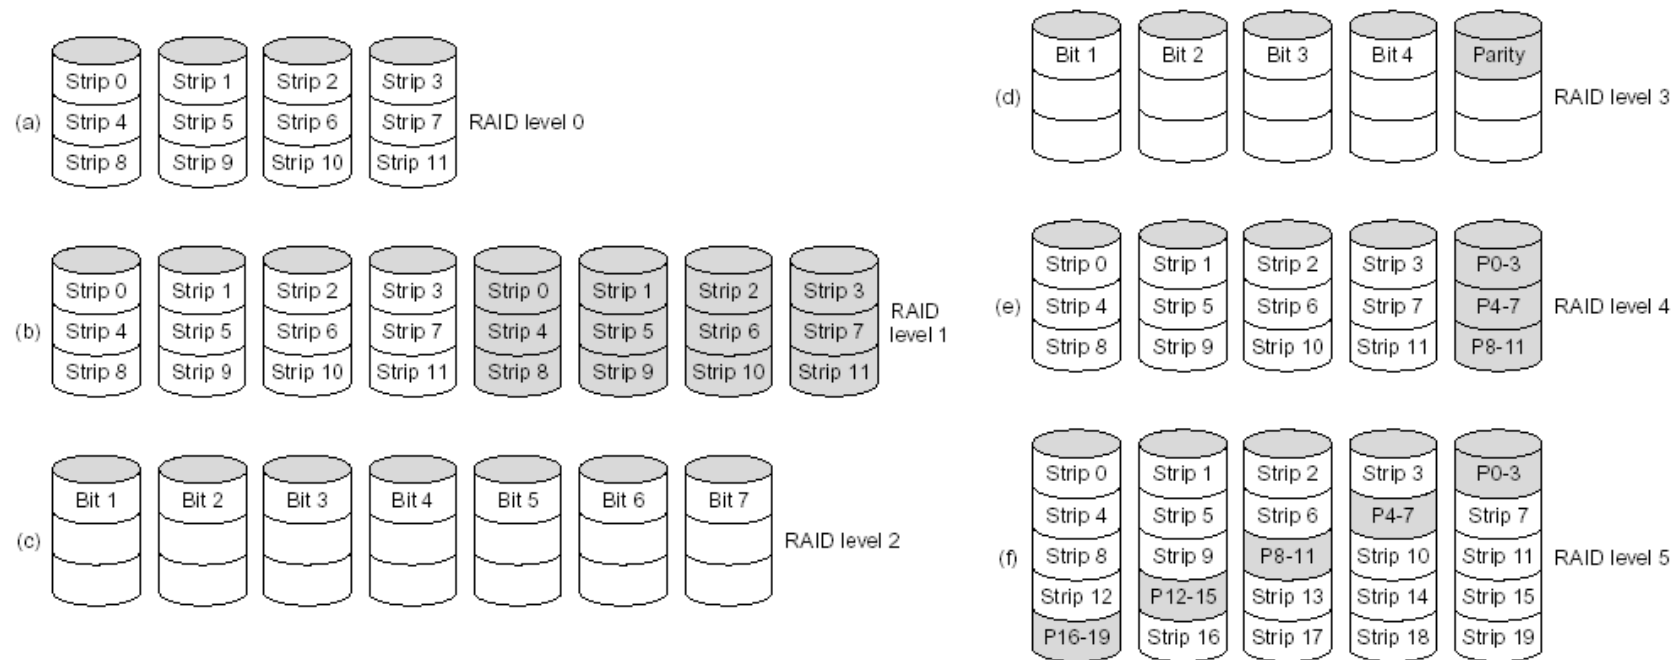 Strip 0 Strip 1 Strip 2 Strip 3
(a) Strip 4 Strip 5 Strip 6 Strip 7 RAID level 0
Strip 8 Strip 9 Strip 10 Strip 11
Strip 0 Strip 1 Strip 2 Strip 3 Strip 0 Strip 1 Strip 2 Strip 3
RAID
(b) Strip 4 Strip 5 Strip 6 Strip 7 Strip 4 Strip 5 Strip 6 Strip 7
level 1
Strip 8 Strip 9 Strip 10 Strip 11 Strip 8 Strip 9 Strip 10 Strip 11
Bit 1 Bit 2 Bit 3 Bit 4 Bit 5 Bit 6 Bit 7
(c) RAID level 2
Bit 1 Bit 2 Bit 3 Bit 4 Parity
(d) RAID level 3
Strip 0 Strip 1 Strip 2 Strip 3 P0-3
(e) Strip 4 Strip 5 Strip 6 Strip 7 P4-7 RAID level 4
Strip 8 Strip 9 Strip 10 Strip 11 P8-11
Strip 0 Strip 1 Strip 2 Strip 3 P0-3
Strip 4 Strip 5 Strip 6 P4-7 Strip 7
(f) Strip 8 Strip 9 P8-11 Strip 10 Strip 11 RAID level 5
Strip 12 P12-15 Strip 13 Strip 14 Strip 15
P16-19 Strip 16 Strip 17 Strip 18 Strip 19